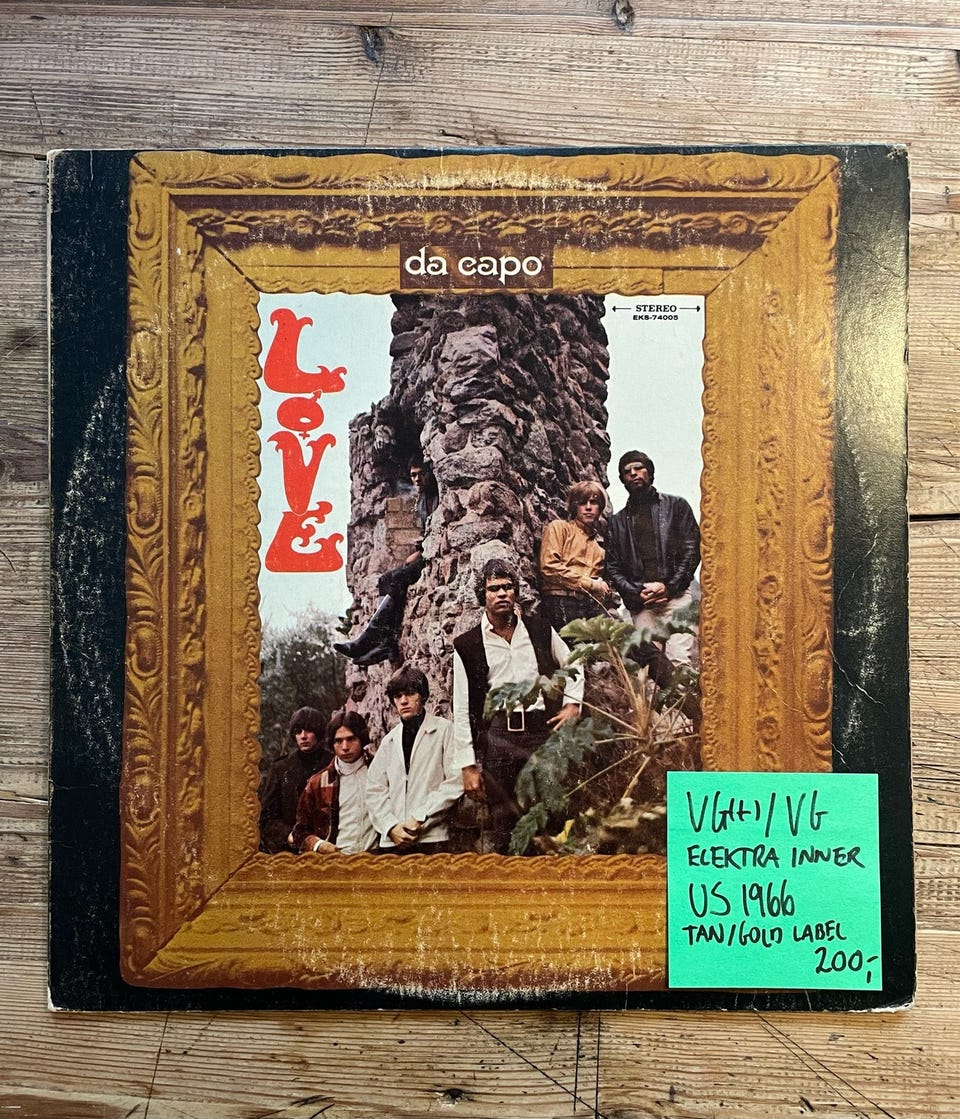 da capo
LOVE
STEREO
EKS-74005
VG(+)/VG
ELEKTRA INNER
US 1966
TAN/GOLD LABEL
200,-